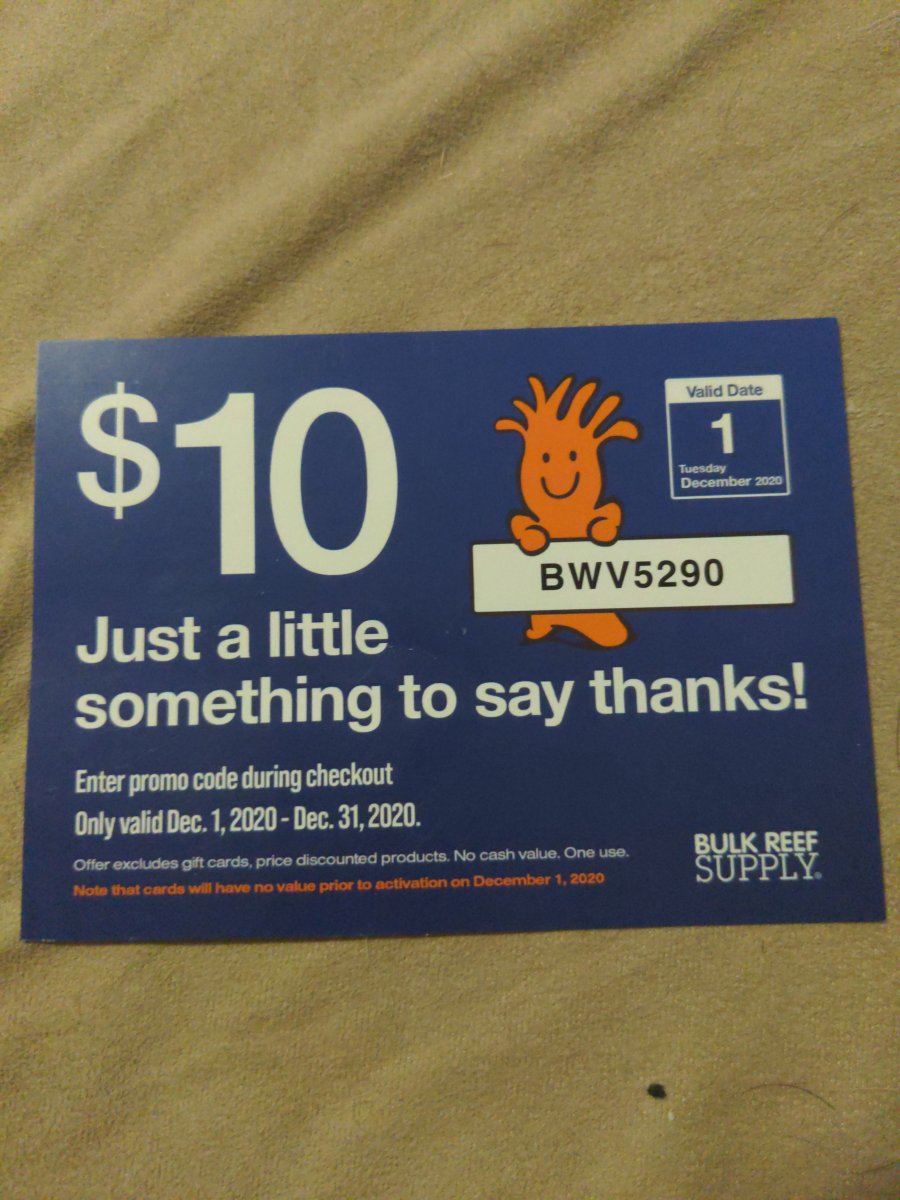 $10
Valid Date
1
Tuesday
December 2020
BWV5290
Just a little
something to say thanks!
Enter promo code during checkout
Only valid Dec. 1, 2020 - Dec. 31, 2020.
Offer excludes gift cards, price discounted products. No cash value. One use.
Note that cards will have no value prior to activation on December 1, 2020
BULK REEF
SUPPLY®